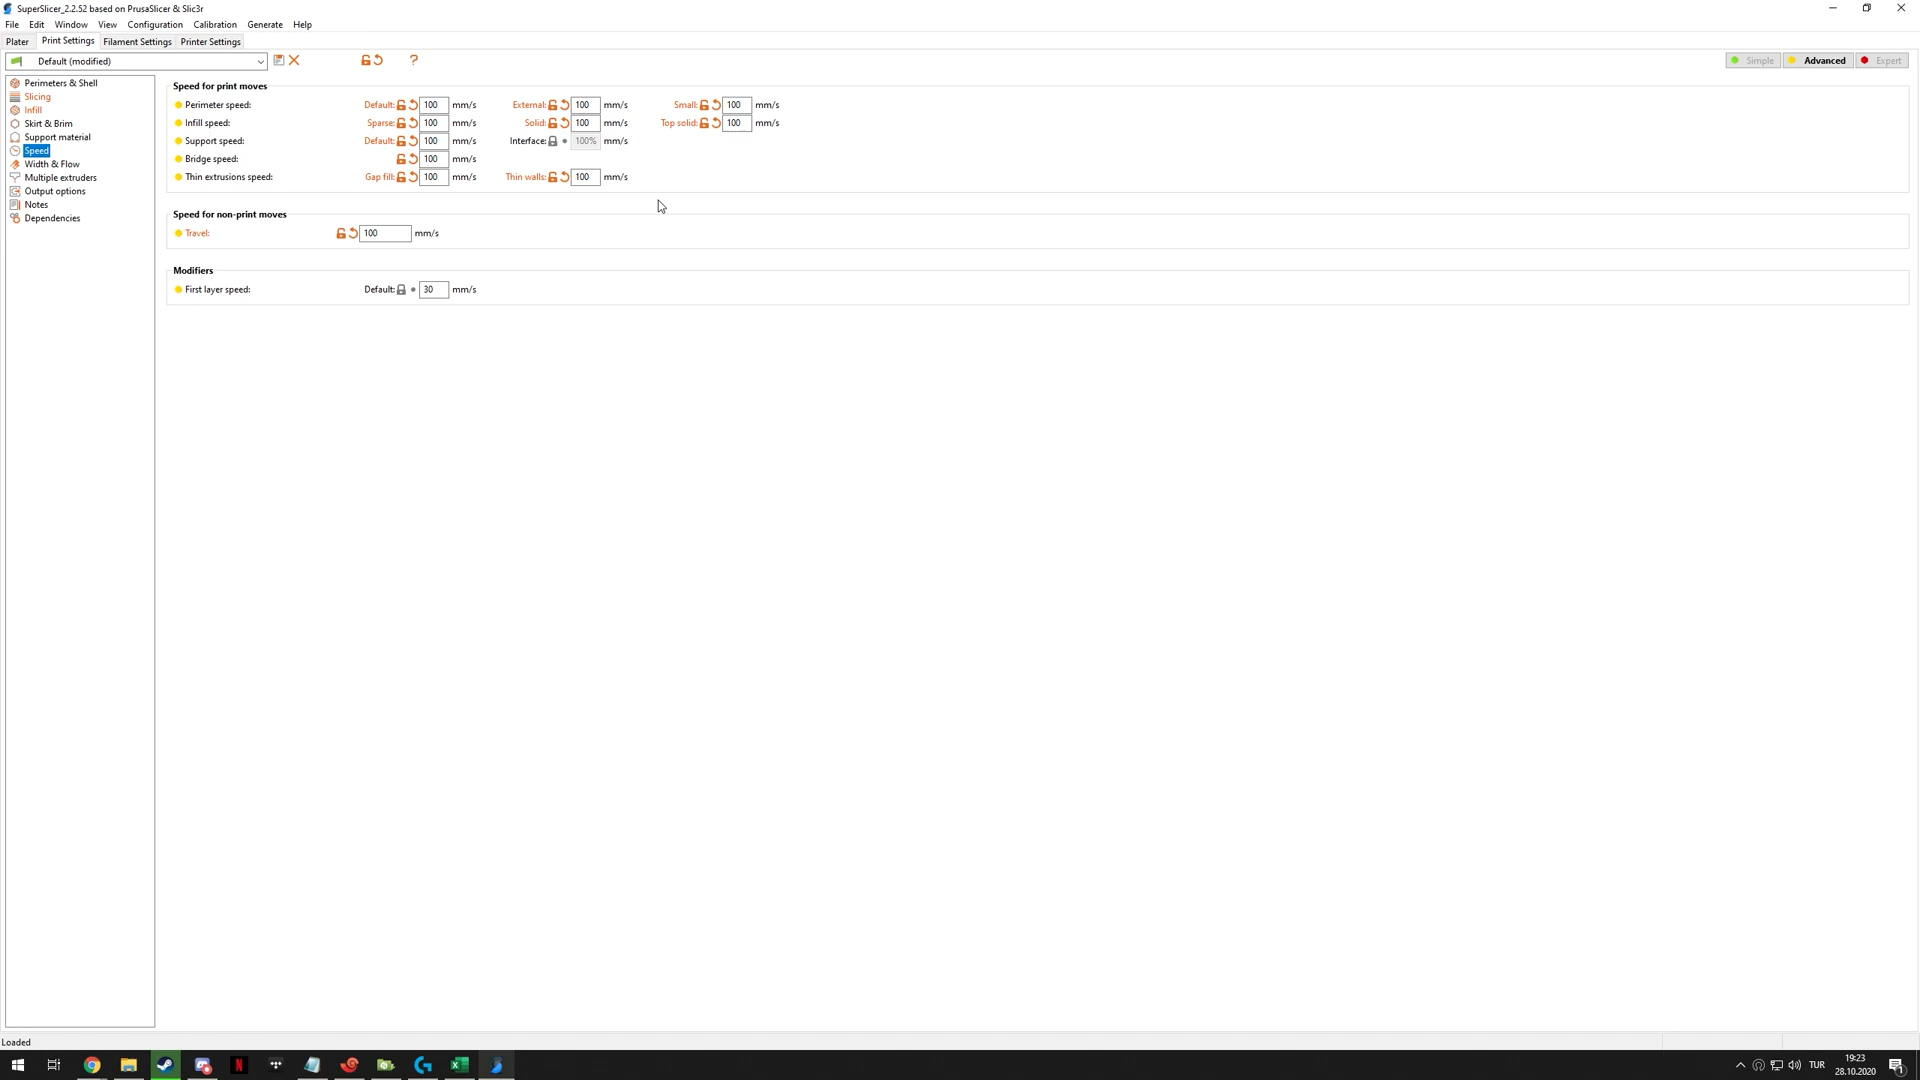 SuperSlicer_2.2.52 based on PrusaSlicer & Slic3r
File Edit Window View Configuration Calibration Generate Help
Plater Print Settings Filament Settings Printer Settings
Default (modified) ? Simple Advanced Expert
Perimeters & Shell
Slicing
Infill
Skirt & Brim
Support material
Speed
Width & Flow
Multiple extruders
Output options
Notes
Dependencies
Speed for print moves
Perimeter speed: Default: 100 mm/s External: 100 mm/s Small: 100 mm/s
Infill speed: Sparse: 100 mm/s Solid: 100 mm/s Top solid: 100 mm/s
Support speed: Default: 100 mm/s Interface: 100% mm/s
Bridge speed: 100 mm/s
Thin extrusions speed: Gap fill: 100 mm/s Thin walls: 100 mm/s
Speed for non-print moves
Travel: 100 mm/s
Modifiers
First layer speed: Default: 30 mm/s
Loaded
TUR
19:23
28.10.2020